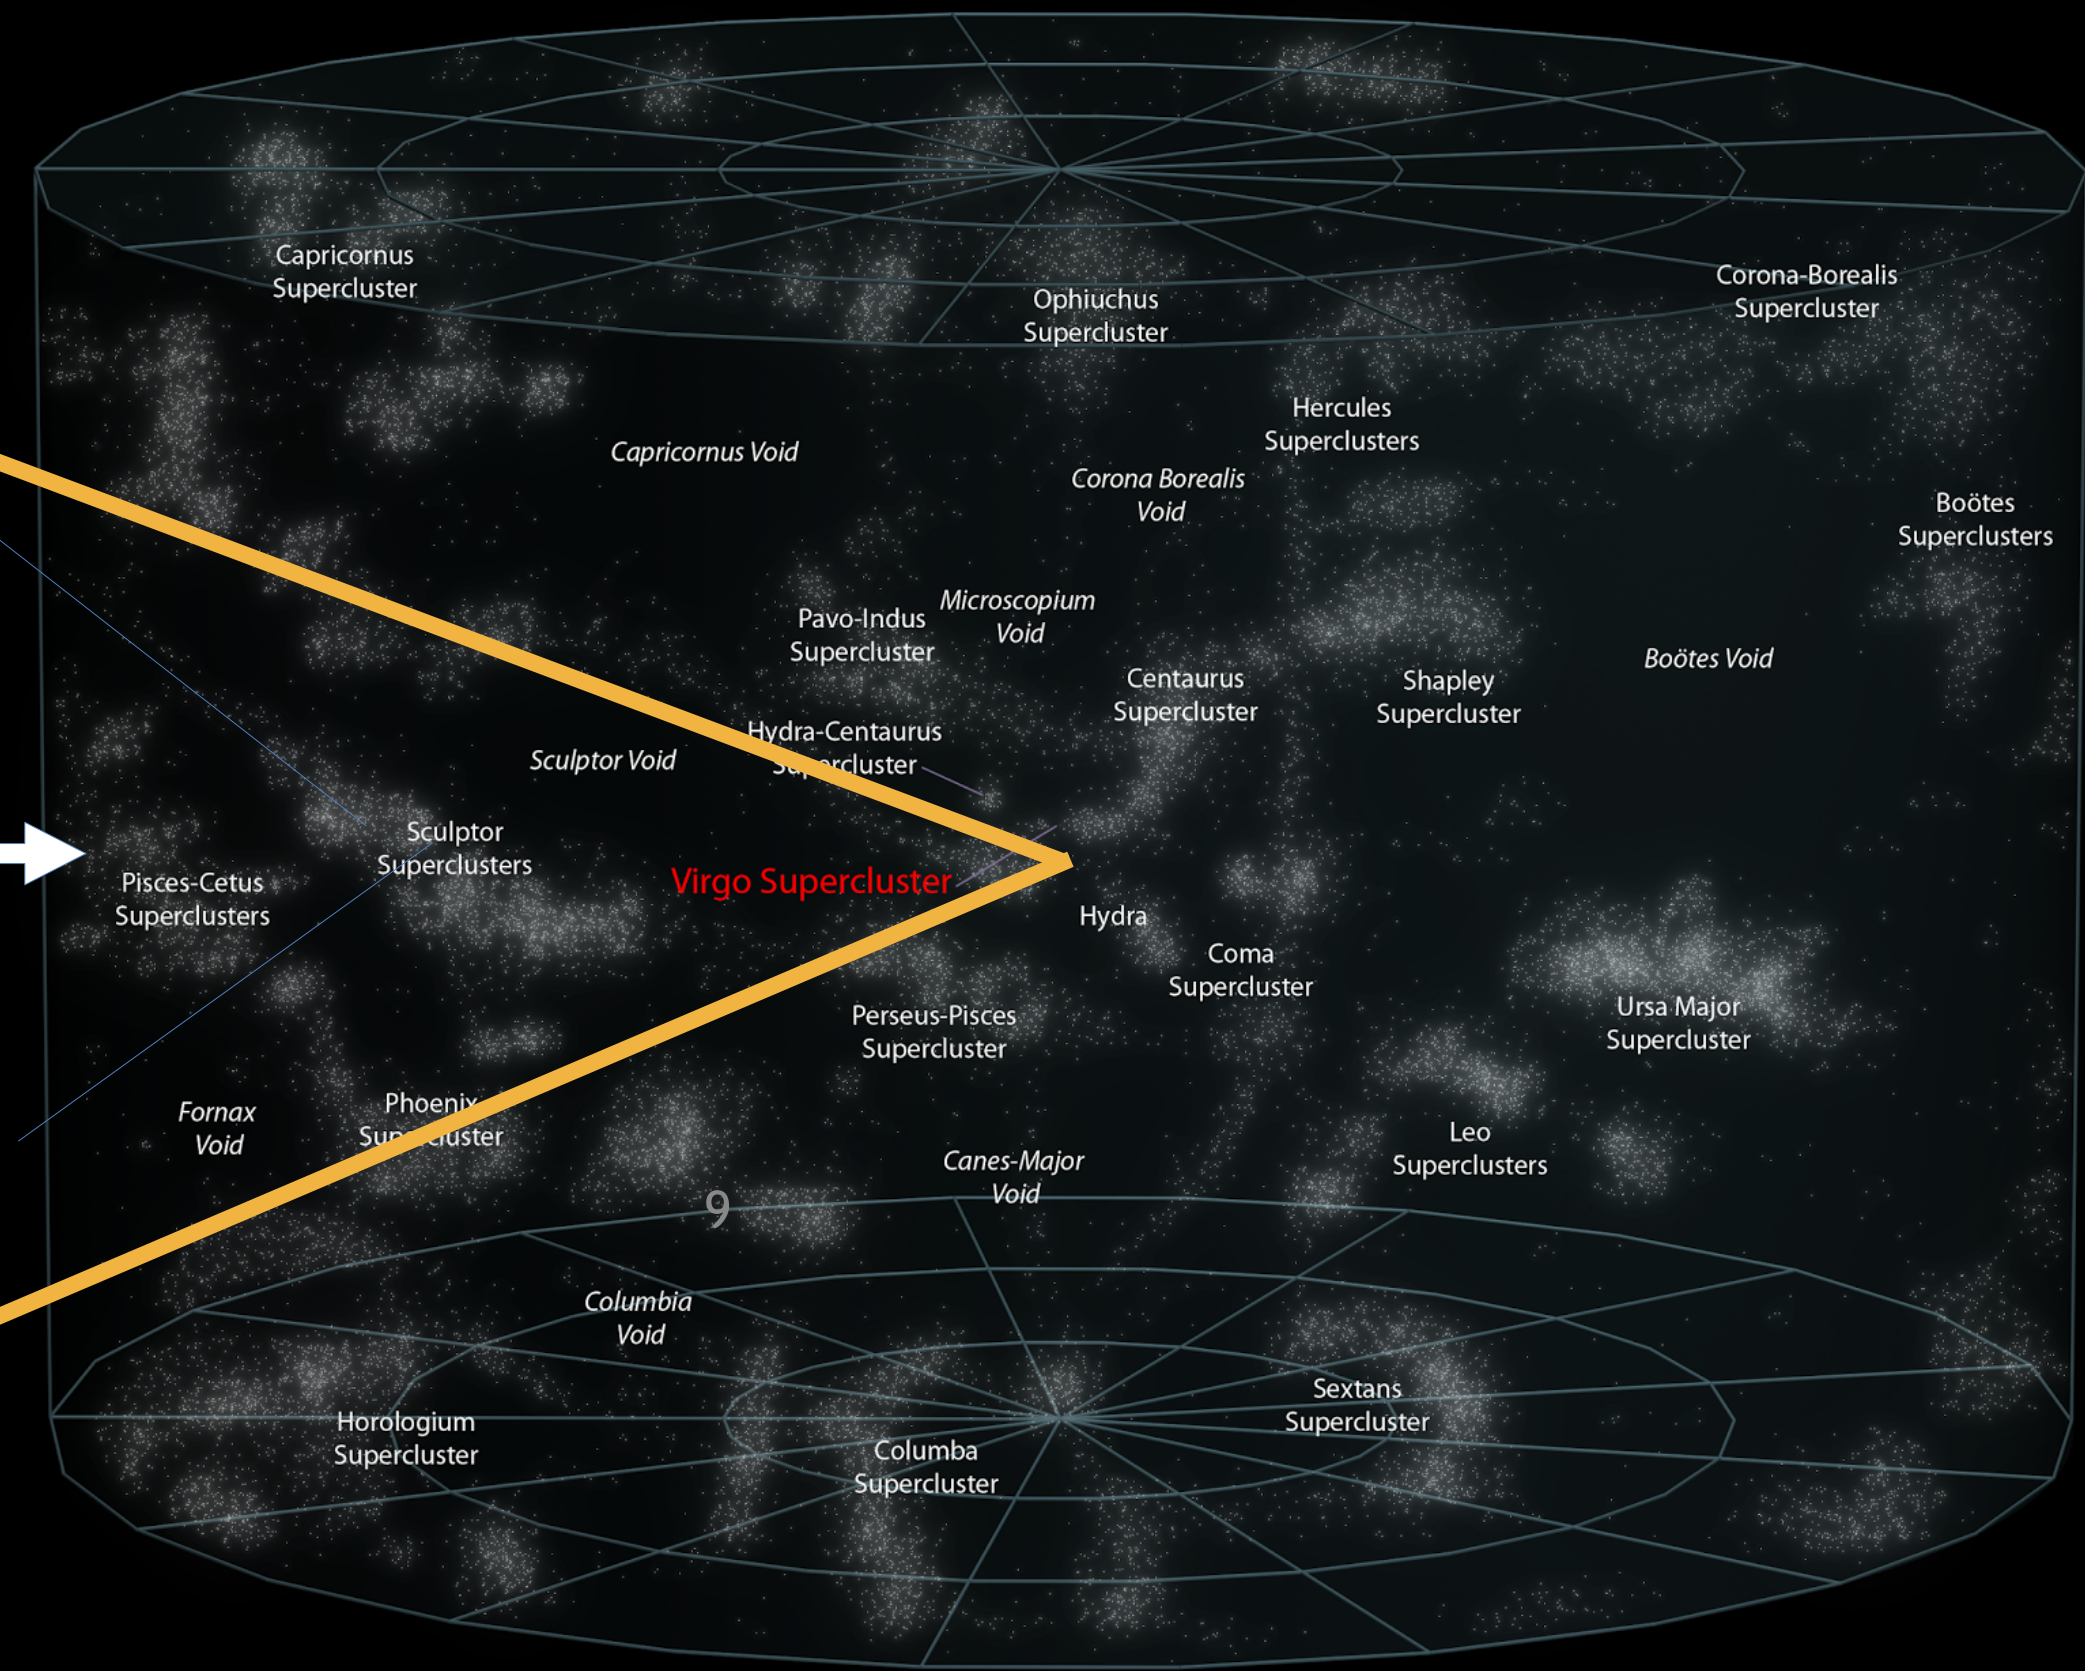 Capricornus
Supercluster
Ophiuchus
Supercluster
Corona-Borealis
Supercluster
Hercules
Superclusters
Capricornus Void
Corona Borealis
Void
Boötes
Superclusters
Microscopium
Void
Pavo-Indus
Supercluster
Centaurus
Supercluster
Shapley
Supercluster
Boötes Void
Hydra-Centaurus
Supercluster
Sculptor Void
Sculptor
Superclusters
Virgo Supercluster
Pisces-Cetus
Superclusters
Hydra
Coma
Supercluster
Perseus-Pisces
Supercluster
Ursa Major
Supercluster
Fornax
Void
Phoenix
Supercluster
Leo
Superclusters
Canes-Major
Void
9
Columbia
Void
Horologium
Supercluster
Columba
Supercluster
Sextans
Supercluster